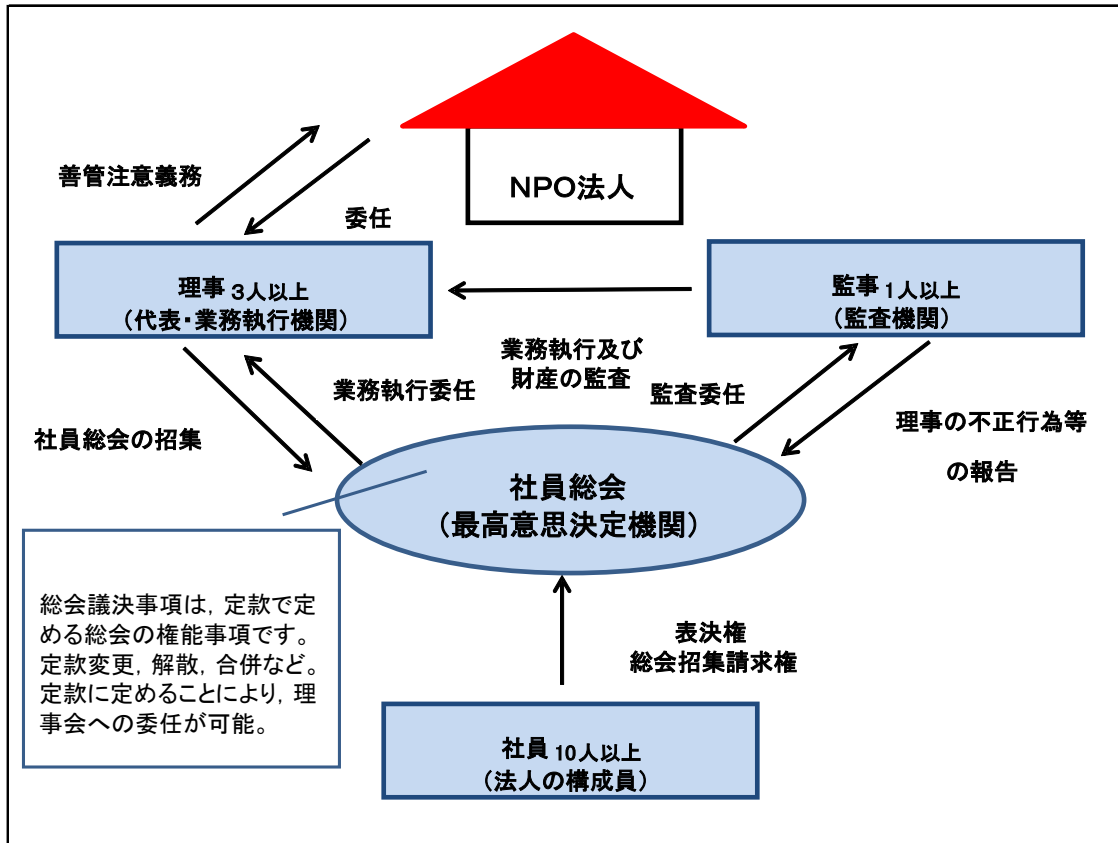 NPO法人
善管注意義務
委任
理事 3人以上
（代表・業務執行機関）
監事 1人以上
（監査機関）
業務執行及び
財産の監査
業務執行委任
監査委任
社員総会の招集
理事の不正行為等
の報告
社員総会
（最高意思決定機関）
総会議決事項は，定款で定
める総会の権能事項です。
定款変更，解散，合併など。
定款に定めることにより，理
事会への委任が可能。
表決権
総会招集請求権
社員 10人以上
（法人の構成員）